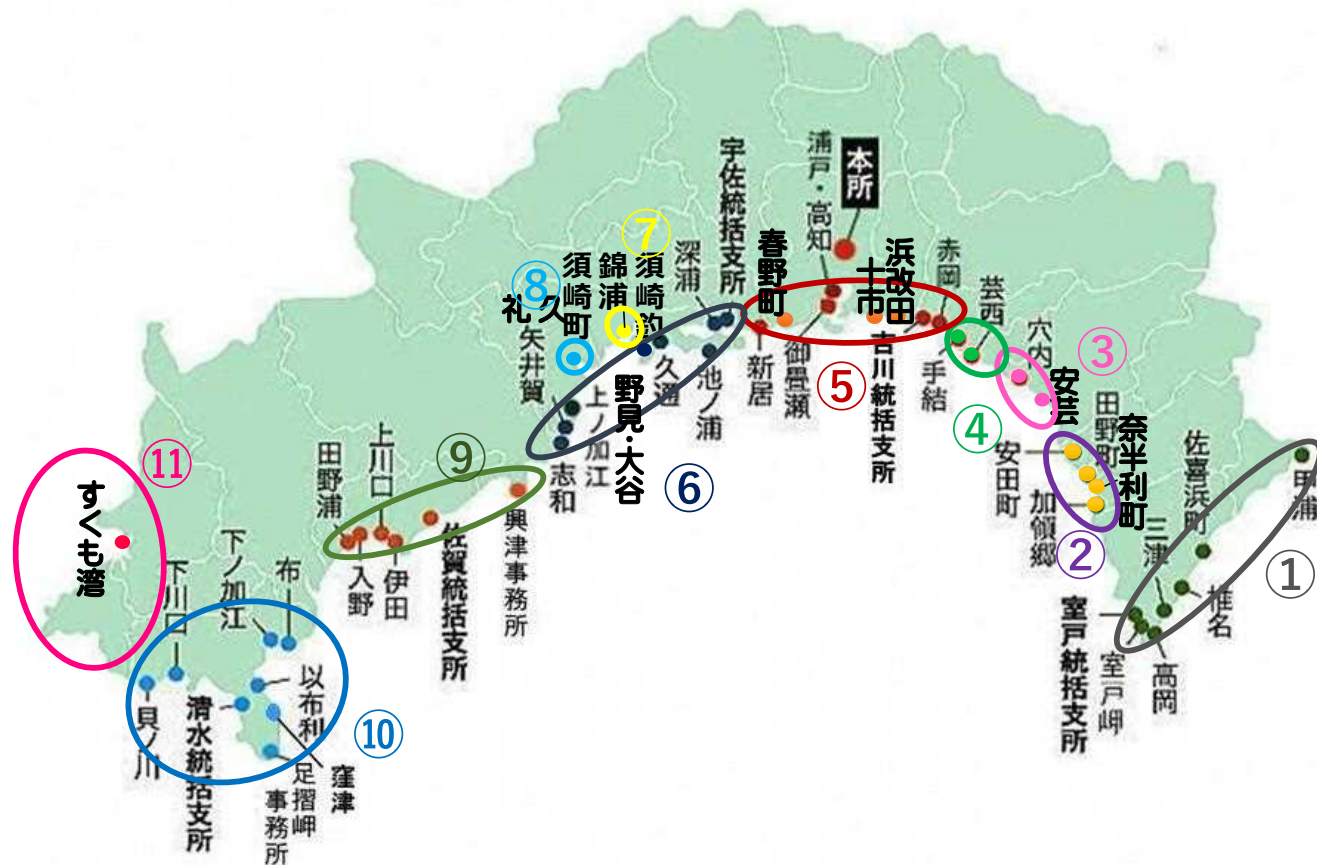 本所
浦戸・高知
宇佐統括支所
深浦
春野町
十市
浜改田
赤岡
芸西
穴内
③
安芸
⑦
須崎釣
錦浦
須崎町
⑧
久礼
矢井賀
久通
池ノ浦
新居
御畳瀬
⑤
吉川統括支所
手結
④
田野町
奈半利町
安田町
加領郷
②
佐喜浜町
甲浦
①
三津
椎名
室戸統括支所
室戸岬
高岡
野見・大谷
⑥
上ノ加江
志和
⑨
上川口
田野浦
入野
伊田
佐賀統括支所
興津事務所
⑪
すくも湾
下ノ加江
布
下川口
貝ノ川
清水統括支所
以布利
⑩
窪津
足摺岬
事務所